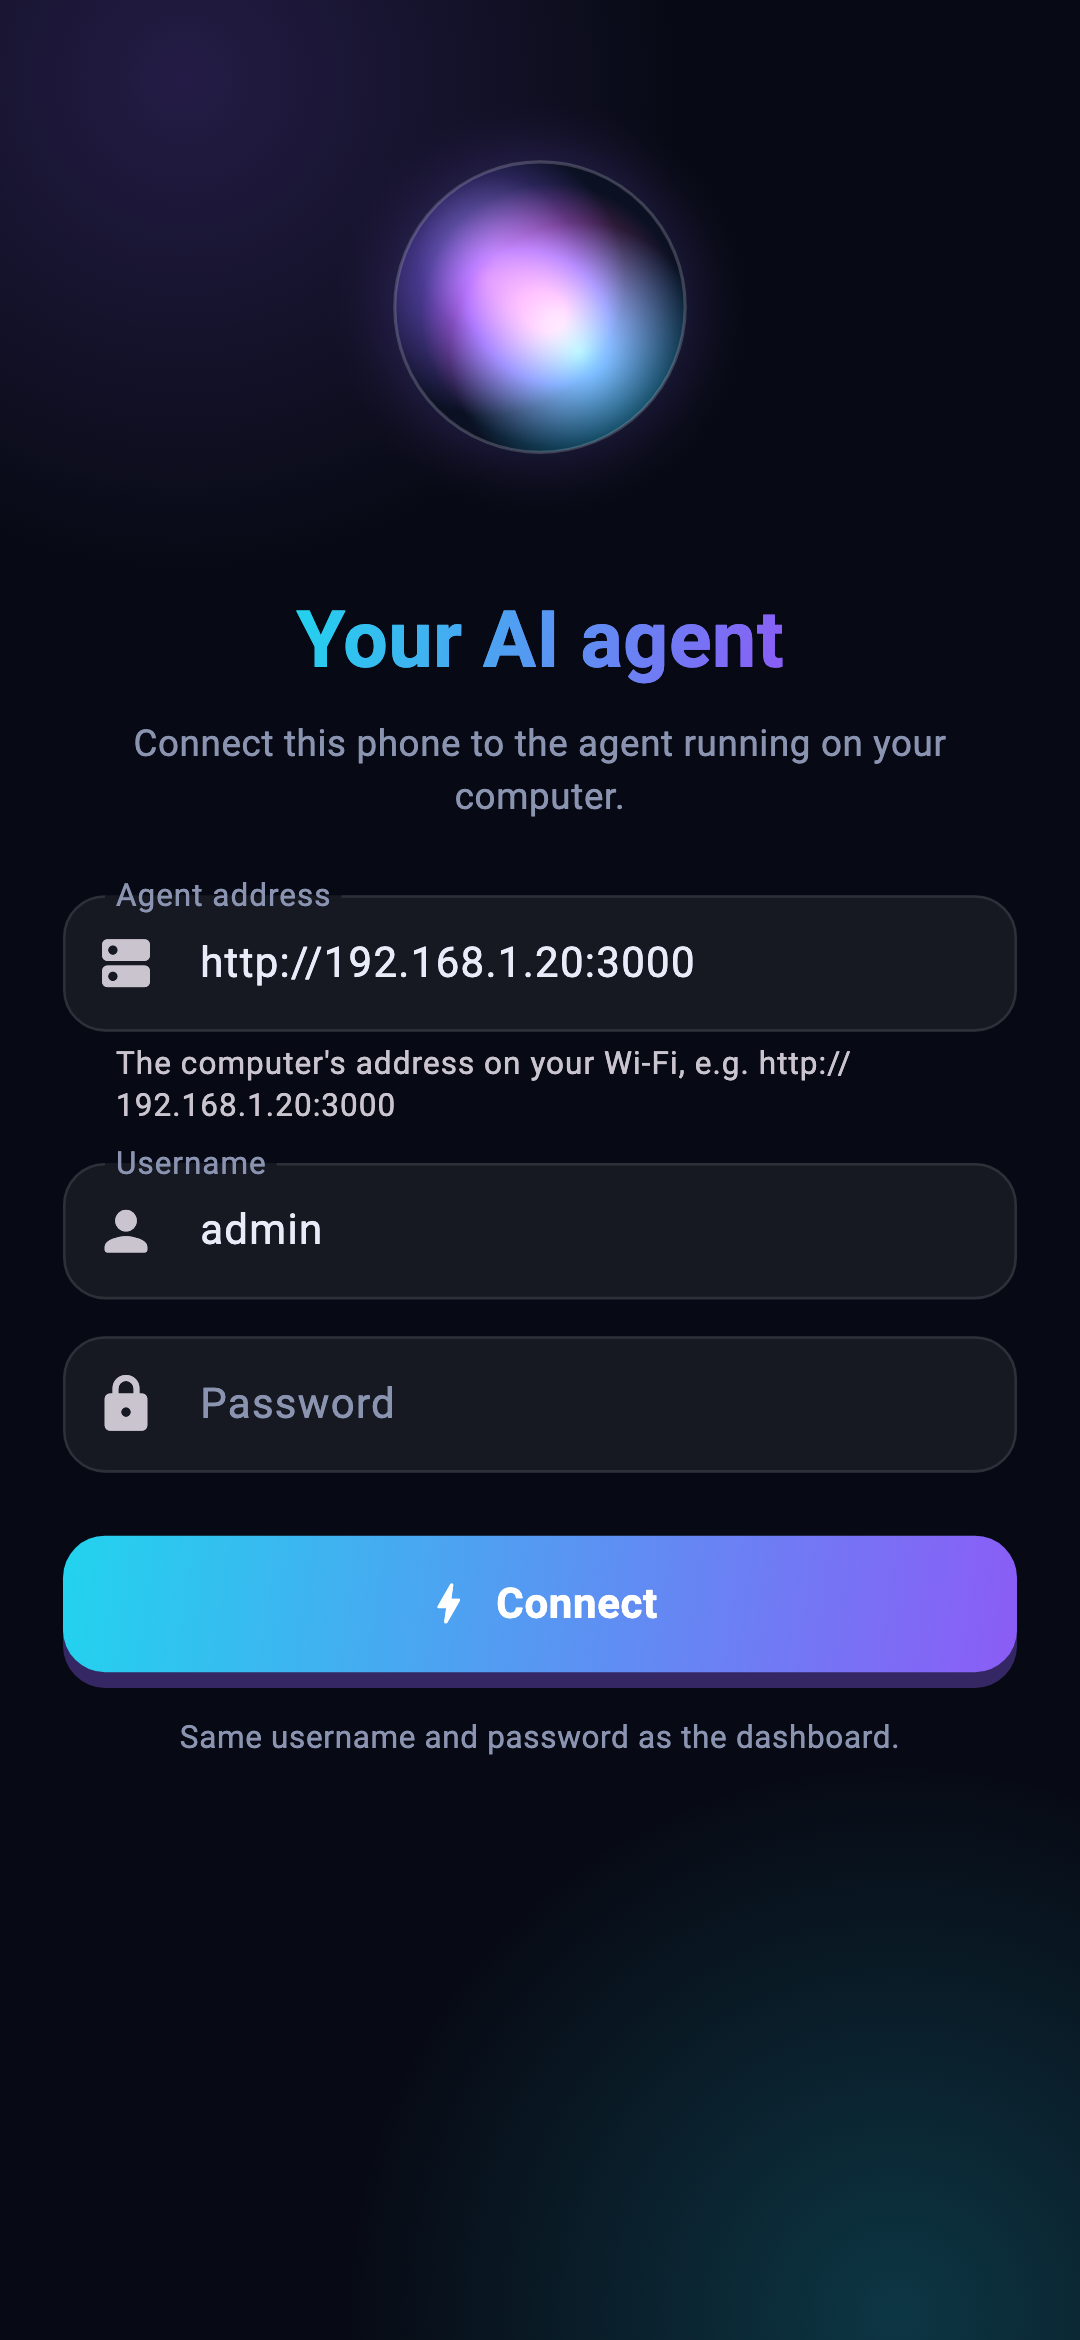 Your AI agent
Connect this phone to the agent running on your
computer.
Agent address
http://192.168.1.20:3000
The computer's address on your Wi-Fi, e.g. http://
192.168.1.20:3000
Username
admin
Password
Connect
Same username and password as the dashboard.